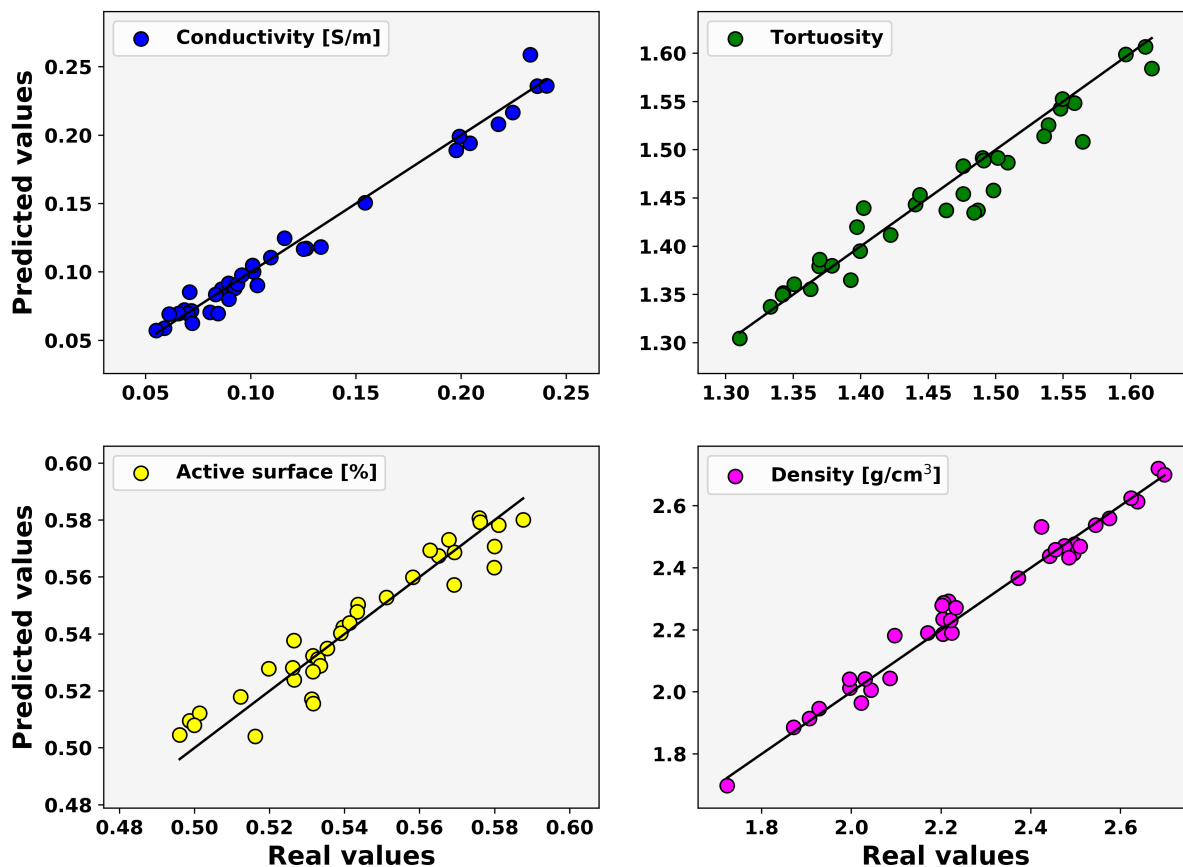 Conductivity [S/m]
Predicted values
0.25
0.20
0.15
0.10
0.05
0.05 0.10 0.15 0.20 0.25
Tortuosity
1.60
1.55
1.50
1.45
1.40
1.35
1.30
1.30 1.35 1.40 1.45 1.50 1.55 1.60
Active surface [%]
Predicted values
0.60
0.58
0.56
0.54
0.52
0.50
0.48
0.48 0.50 0.52 0.54 0.56 0.58 0.60
Real values
Density [g/cm³]
2.6
2.4
2.2
2.0
1.8
1.8 2.0 2.2 2.4 2.6
Real values